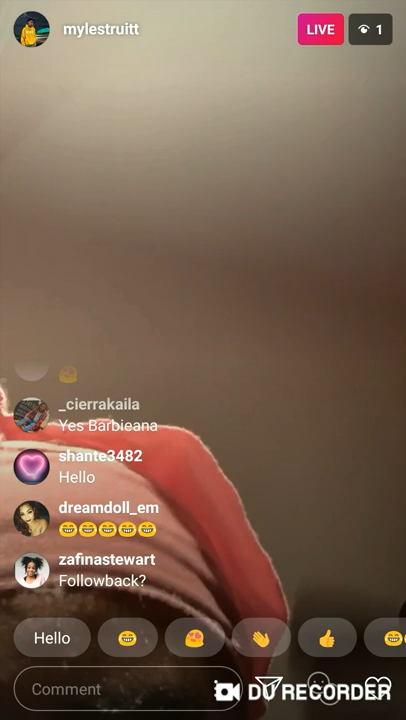 mylestruitt
LIVE
1
😍
_cierrakaila
Yes Barbieana
shante3482
Hello
dreamdoll_em
😂😂😂😂😂
zafinastewart
Followback?
Hello 😂 😍 👋 👍 😂
Comment
DU RECORDER